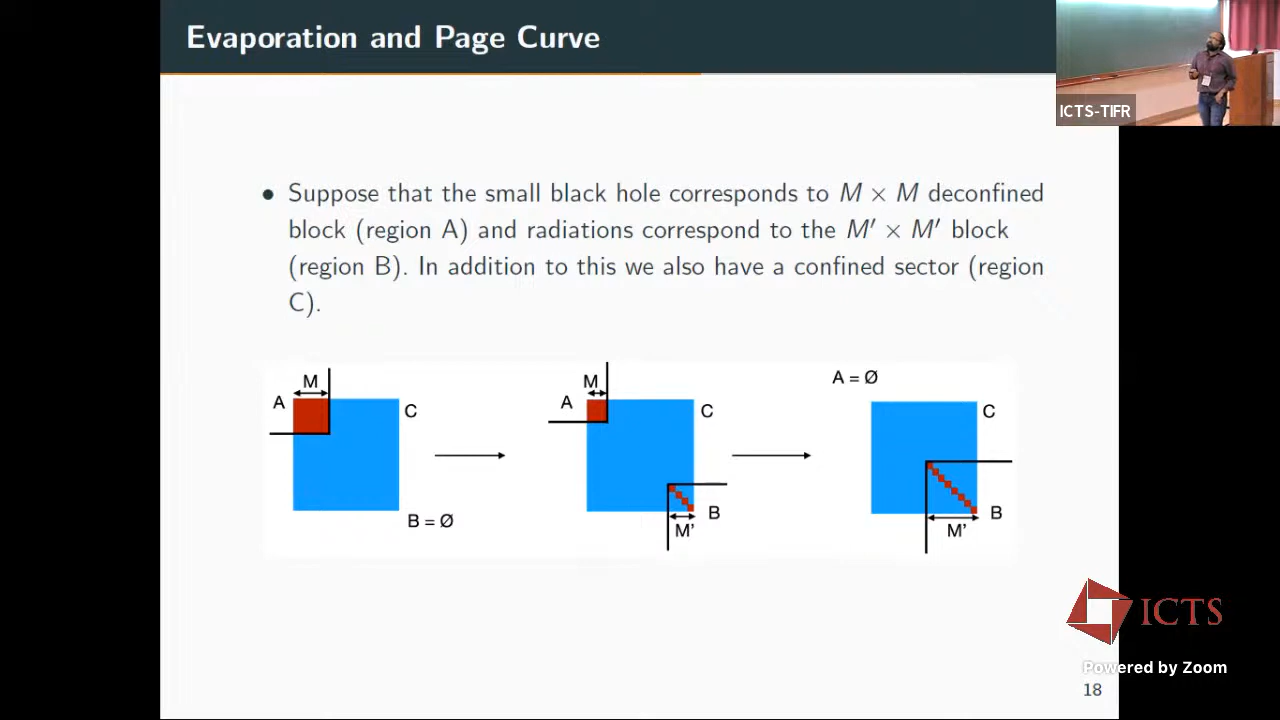 Evaporation and Page Curve
ICTS-TIFR
• Suppose that the small black hole corresponds to M × M deconfined
block (region A) and radiations correspond to the M′ × M′ block
(region B). In addition to this we also have a confined sector (region
C).
M
A
C
B = Ø
M
A
C
B
M'
A = Ø
C
B
M'
ICTS
Powered by Zoom
18